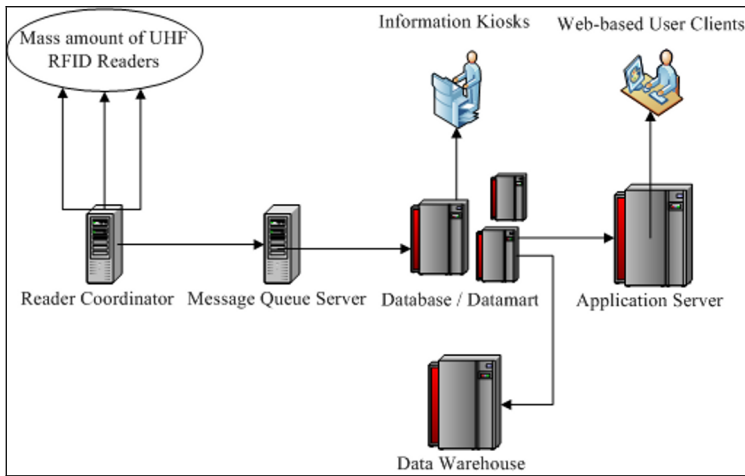 Mass amount of UHF
RFID Readers
Information Kiosks
Web-based User Clients
Reader Coordinator
Message Queue Server
Database / Datamart
Application Server
Data Warehouse